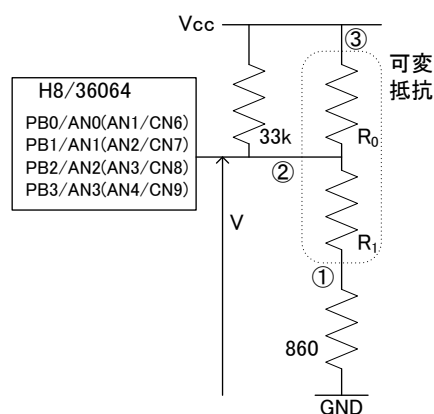 Vcc
③
可変
抵抗
H8/36064
PB0/AN0(AN1/CN6)
PB1/AN1(AN2/CN7)
PB2/AN2(AN3/CN8)
PB3/AN3(AN4/CN9)
33k
R₀
②
V
R₁
①
860
GND